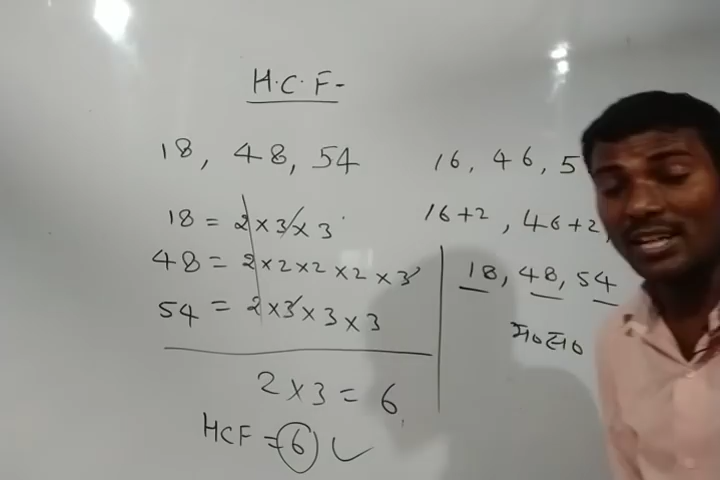 H.C.F-
18, 48, 54
18 = 2 × 3 × 3
48 = 2 × 2 × 2 × 2 × 3
54 = 2 × 3 × 3 × 3
2 × 3 = 6
HCF = 6
16, 46, 5
16+2, 46+2,
18, 48, 54
म०स०